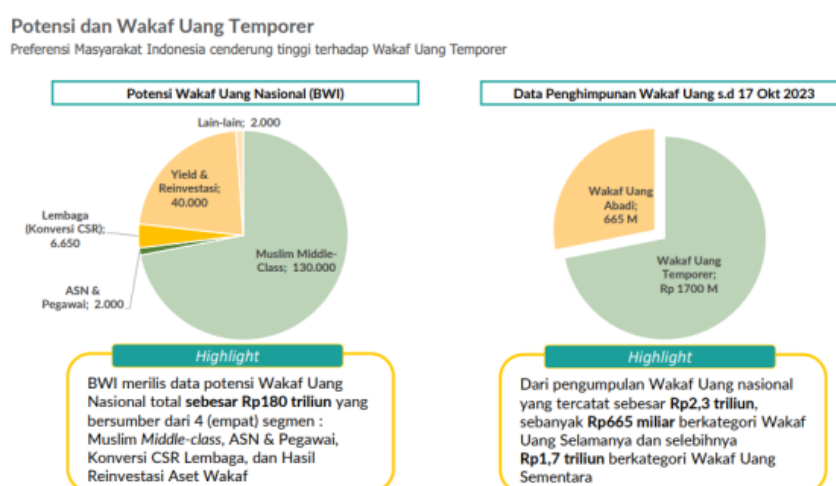 Potensi dan Wakaf Uang Temporer
Preferensi Masyarakat Indonesia cenderung tinggi terhadap Wakaf Uang Temporer
Potensi Wakaf Uang Nasional (BWI)
Lain-lain; 2.000
Yield &
Reinvestasi;
40.000
Lembaga
(Konversi CSR);
6.650
Muslim Middle-
Class; 130.000
ASN &
Pegawai; 2.000
Highlight
BWI merilis data potensi Wakaf Uang
Nasional total sebesar Rp180 triliun yang
bersumber dari 4 (empat) segmen :
Muslim Middle-class, ASN & Pegawai,
Konversi CSR Lembaga, dan Hasil
Reinvestasi Aset Wakaf
Data Penghimpunan Wakaf Uang s.d 17 Okt 2023
Wakaf Uang
Abadi;
665 M
Wakaf Uang
Temporer;
Rp 1700 M
Highlight
Dari pengumpulan Wakaf Uang nasional
yang tercatat sebesar Rp2,3 triliun,
sebanyak Rp665 miliar berkategori Wakaf
Uang Selamanya dan selebihnya
Rp1,7 triliun berkategori Wakaf Uang
Sementara